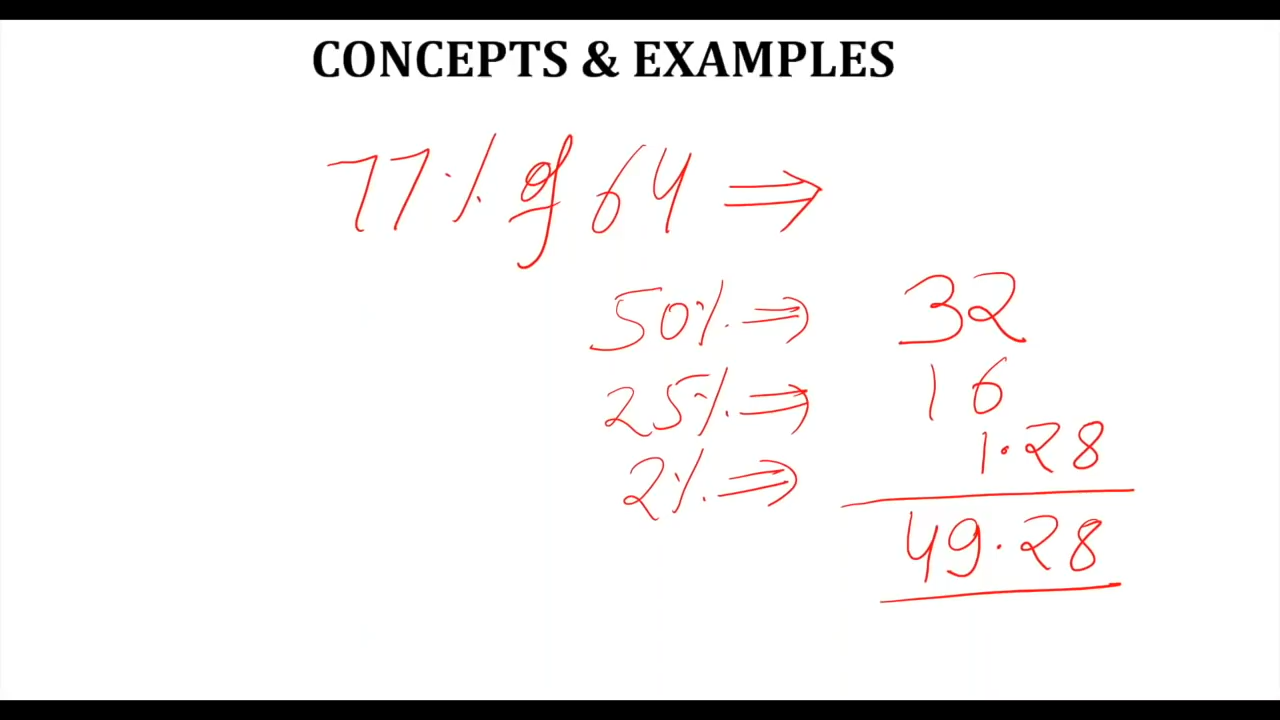 CONCEPTS & EXAMPLES
77% of 64 ⇒
50% ⇒ 32
25% ⇒ 16
2% ⇒ 1.28
49.28